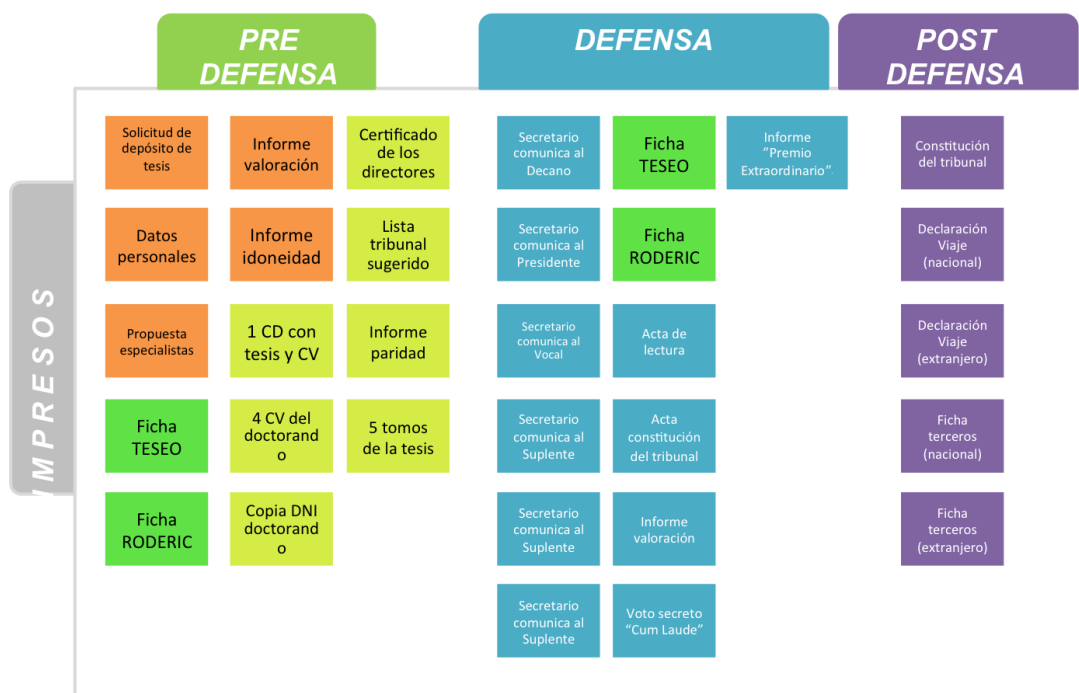 PRE
DEFENSA
DEFENSA
POST
DEFENSA
IMPRESOS
Solicitud de
depósito de
tesis
Informe
valoración
Certificado
de los
directores
Datos
personales
Informe
idoneidad
Lista
tribunal
sugerido
Propuesta
especialistas
1 CD con
tesis y CV
Informe
paridad
Ficha
TESEO
4 CV del
doctorand
o
5 tomos
de la tesis
Ficha
RODERIC
Copia DNI
doctorand
o
Secretario
comunica al
Decano
Ficha
TESEO
Informe
“Premio
Extraordinario”.
Secretario
comunica al
Presidente
Ficha
RODERIC
Secretario
comunica al
Vocal
Acta de
lectura
Secretario
comunica al
Suplente
Acta
constitución
del tribunal
Secretario
comunica al
Suplente
Informe
valoración
Secretario
comunica al
Suplente
Voto secreto
“Cum Laude”
Constitución
del tribunal
Declaración
Viaje
(nacional)
Declaración
Viaje
(extranjero)
Ficha
terceros
(nacional)
Ficha
terceros
(extranjero)